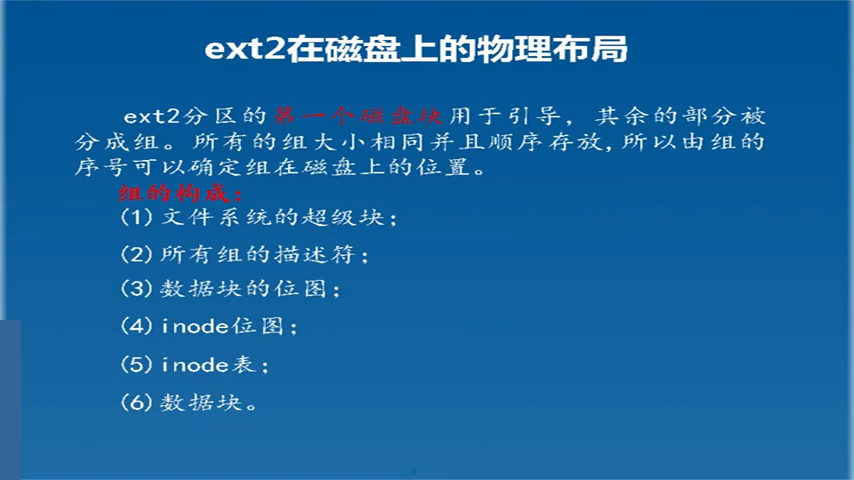 ext2在磁盘上的物理布局
ext2分区的第一个磁盘块用于引导，其余的部分被
分成组。所有的组大小相同并且顺序存放,所以由组的
序号可以确定组在磁盘上的位置。
组的构成：
(1)文件系统的超级块；
(2)所有组的描述符；
(3)数据块的位图；
(4)inode位图；
(5)inode表；
(6)数据块。